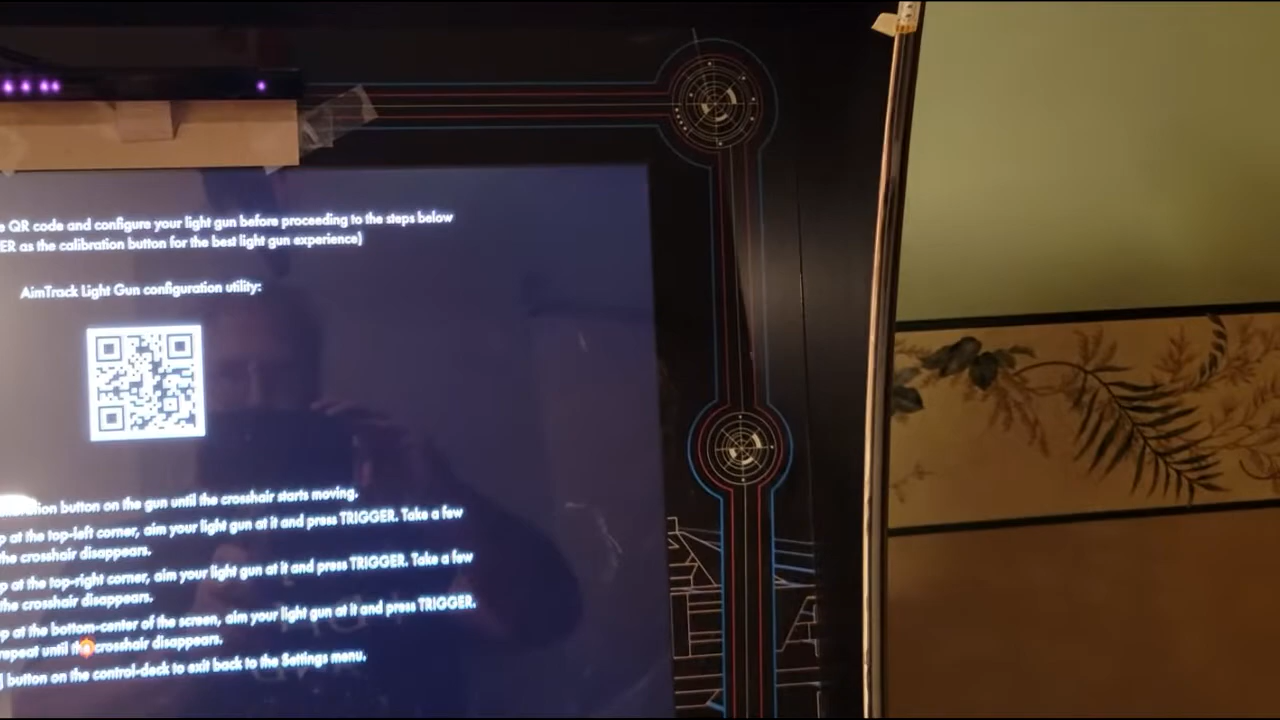 QR code and configure your light gun before proceeding to the steps below
ER as the calibration button for the best light gun experience)
AimTrack Light Gun configuration utility:
button on the gun until the crosshair starts moving.
p at the top-left corner, aim your light gun at it and press TRIGGER. Take a few
the crosshair disappears.
p at the top-right corner, aim your light gun at it and press TRIGGER. Take a few
the crosshair disappears.
p at the bottom-center of the screen, aim your light gun at it and press TRIGGER.
repeat until crosshair disappears.
button on the control-deck to exit back to the Settings menu.